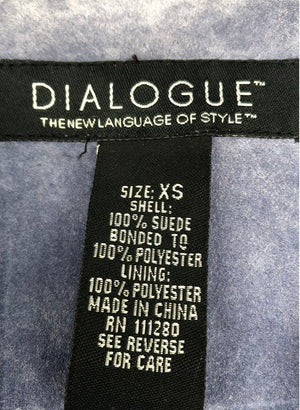 DIALOGUE™
THE NEW LANGUAGE OF STYLE™
SIZE: XS
SHELL:
100% SUEDE
BONDED TO
100% POLYESTER
LINING:
100% POLYESTER
MADE IN CHINA
RN 111280
SEE REVERSE
FOR CARE